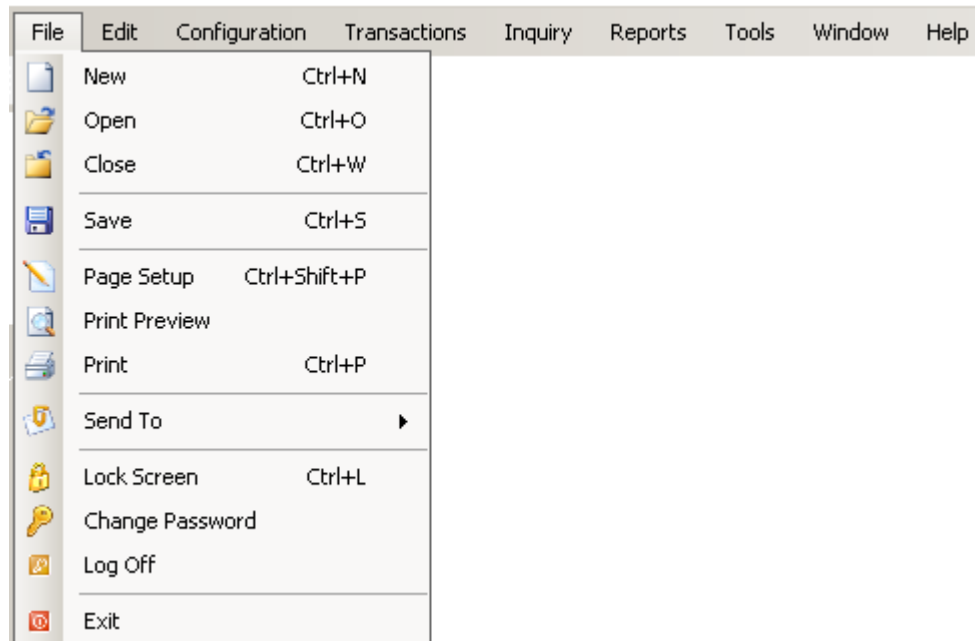 File Edit Configuration Transactions Inquiry Reports Tools Window Help
New Ctrl+N
Open Ctrl+O
Close Ctrl+W
Save Ctrl+S
Page Setup Ctrl+Shift+P
Print Preview
Print Ctrl+P
Send To
Lock Screen Ctrl+L
Change Password
Log Off
Exit